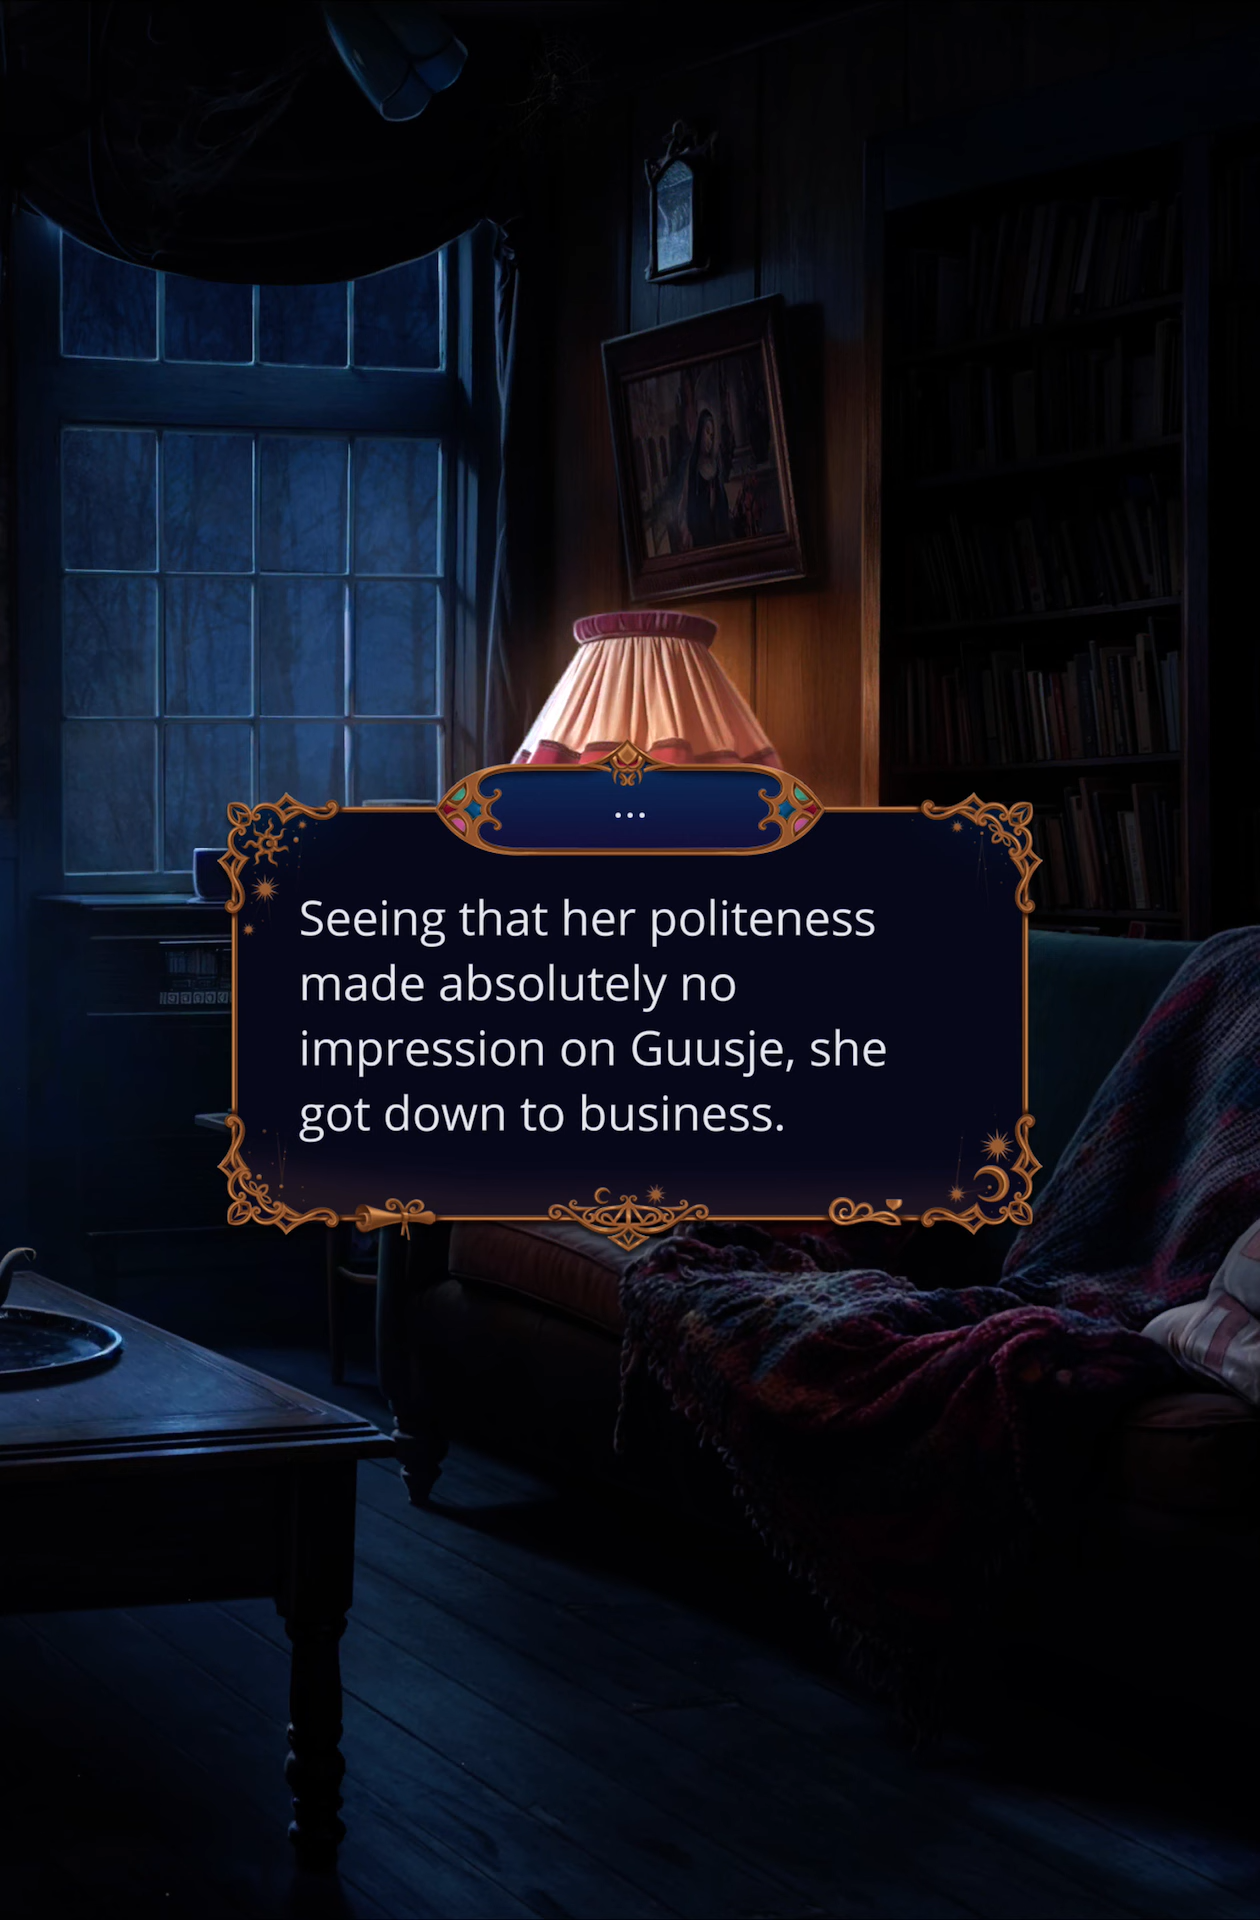 ...
Seeing that her politeness
made absolutely no
impression on Guusje, she
got down to business.